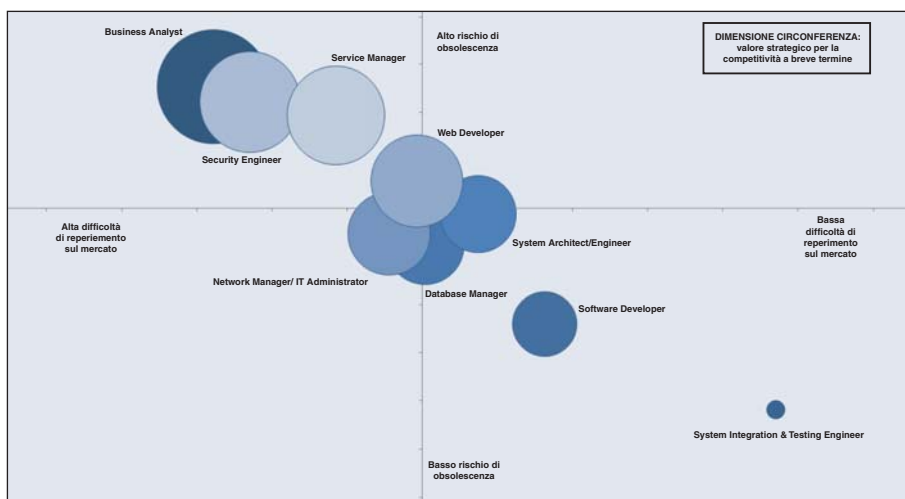 Business Analyst
Alto rischio di
obsolescenza
DIMENSIONE CIRCONFERENZA:
valore strategico per la
competitività a breve termine
Service Manager
Web Developer
Security Engineer
Alta difficoltà
di reperiemento
sul mercato
Bassa
difficoltà di
reperimento
sul mercato
System Architect/Engineer
Network Manager/ IT Administrator
Database Manager
Software Developer
System Integration & Testing Engineer
Basso rischio di
obsolescenza